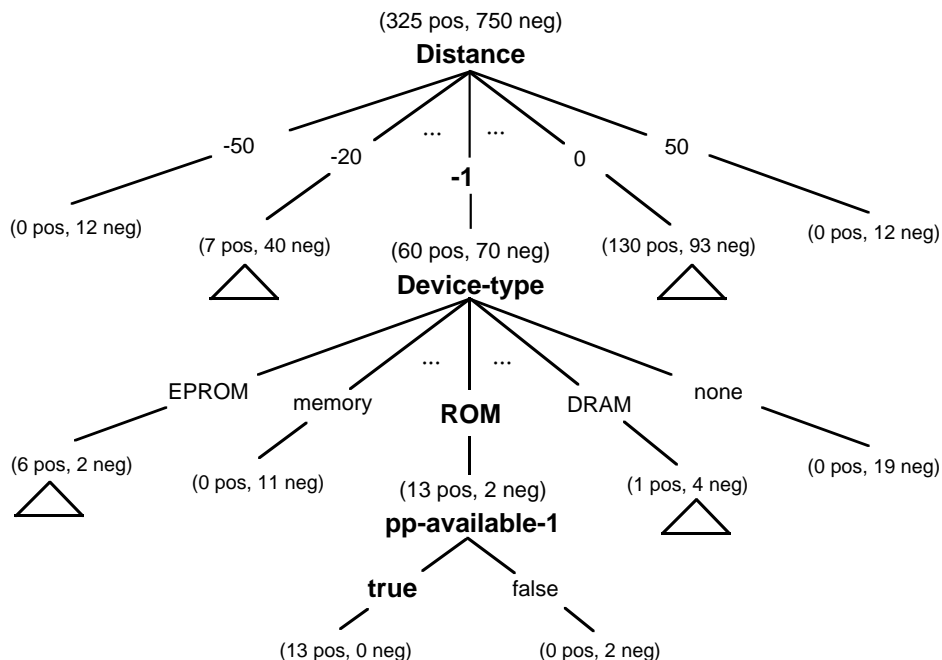 (325 pos, 750 neg)
Distance
... ...
-50 -20 -1 0 50
(0 pos, 12 neg) (7 pos, 40 neg) (60 pos, 70 neg) (130 pos, 93 neg) (0 pos, 12 neg)
Device-type
... ...
EPROM memory ROM DRAM none
(6 pos, 2 neg) (0 pos, 11 neg) (13 pos, 2 neg) (1 pos, 4 neg) (0 pos, 19 neg)
pp-available-1
true false
(13 pos, 0 neg) (0 pos, 2 neg)